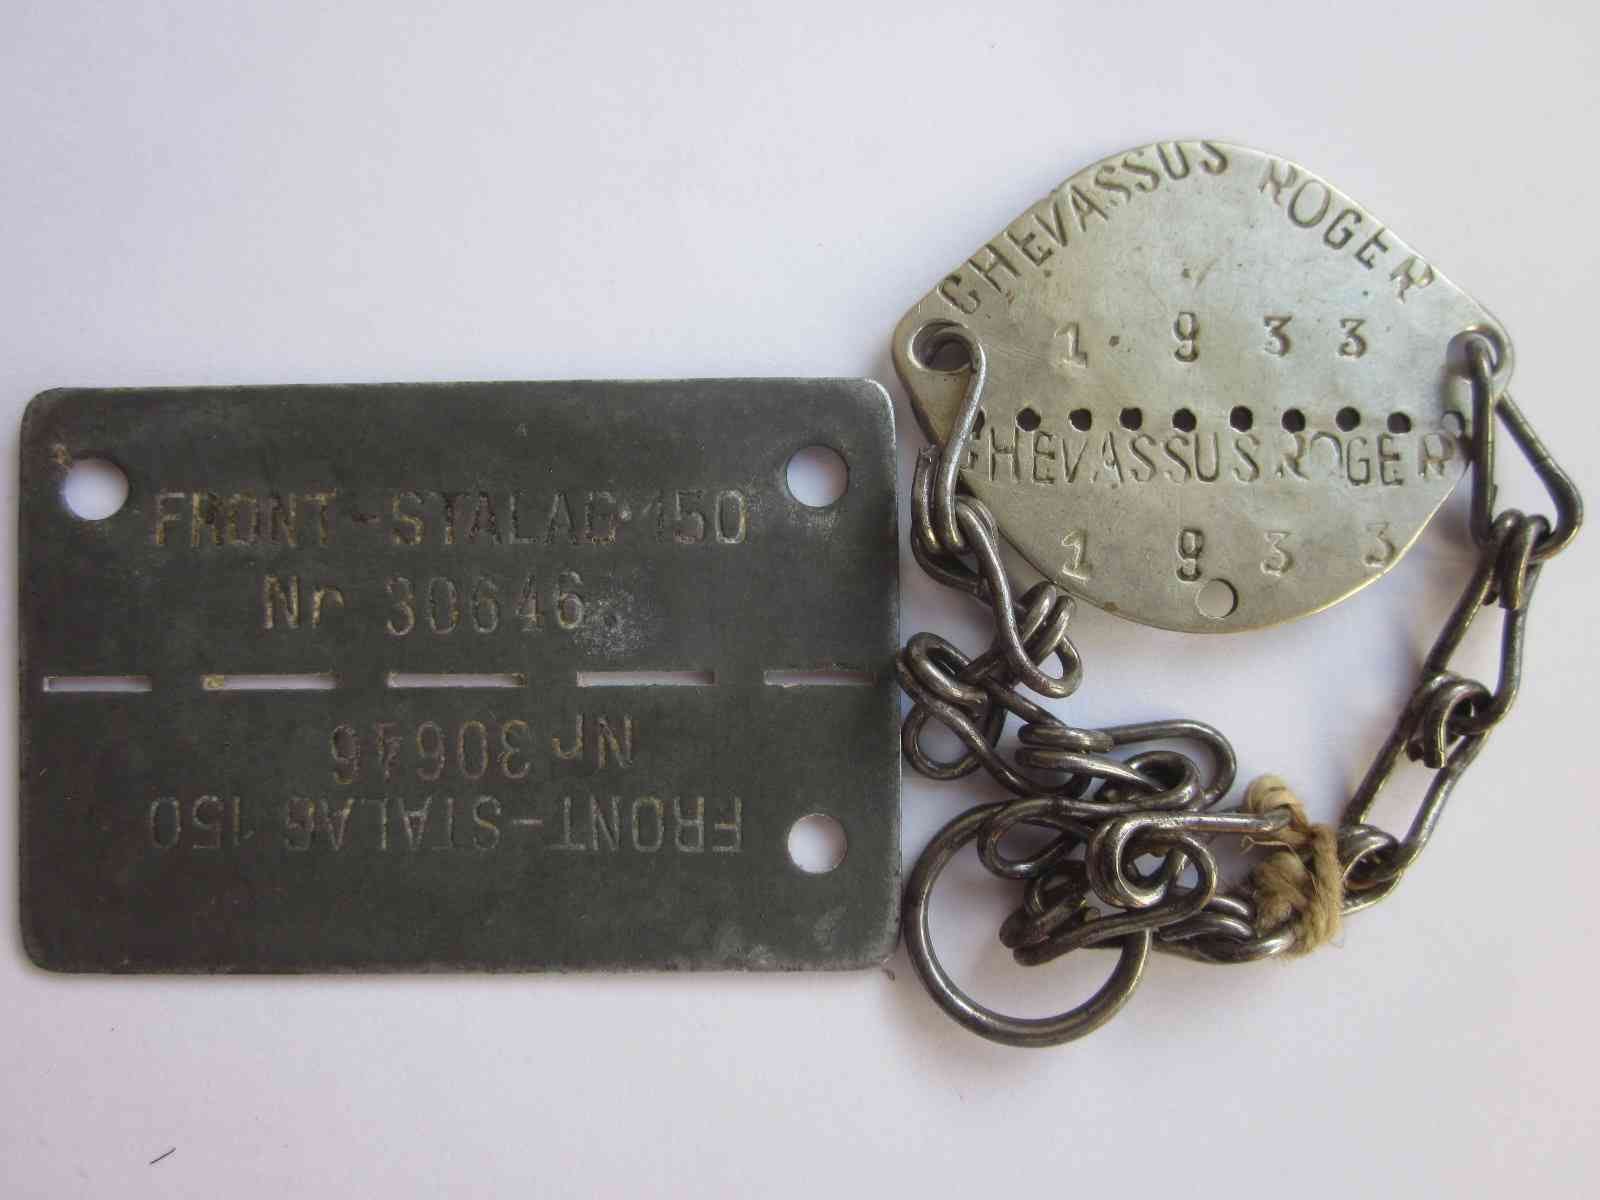 FRONT-STALAG 150
Nr 30646
Nr 30646
FRONT-STALAG 150
CHEVASSUS ROGER
1 9 3 3
CHEVASSUS ROGER
1 9 3 3